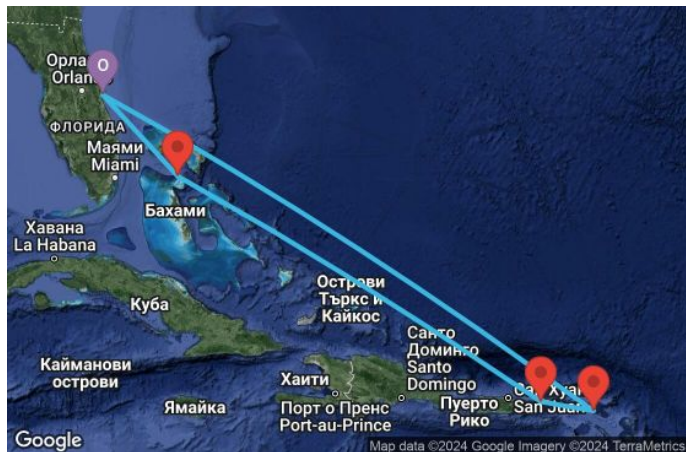 Орла
Orlan
O
ФЛОРИДА
Маями
Miami
Бахами
Хавана
La Habana
Куба
Острови
Търкс и
Кайкос
Кайманови
острови
Ямайка
Хаити
Порт о Пренс
Port-au-Prince
Санто
Доминго
Santo
Domingo
Пуерто
Рико
Сан Хуан
San Juan
Google
Map data ©2024 Google Imagery ©2024 TerraMetrics